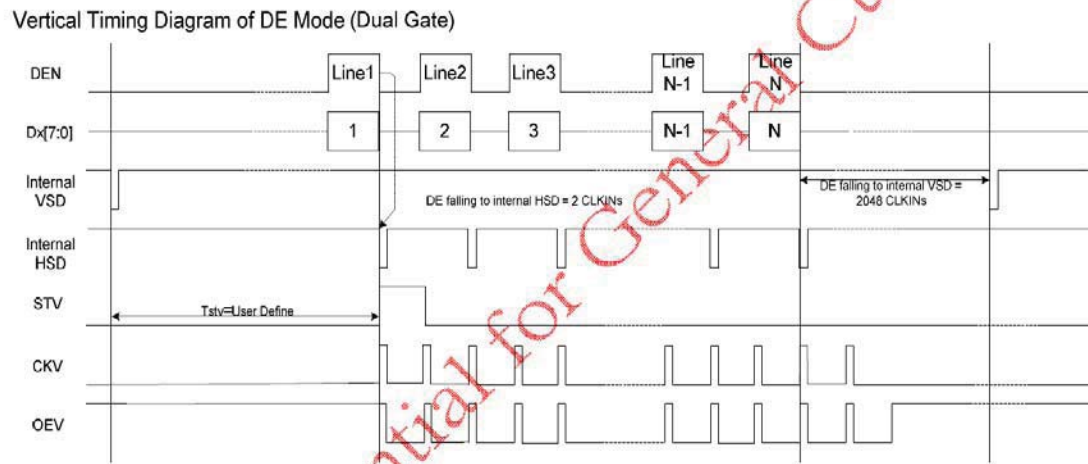 Vertical Timing Diagram of DE Mode (Dual Gate)
DEN
Line1
Line2
Line3
Line
N-1
Line
N
Dx[7:0]
1
2
3
N-1
N
Internal
VSD
DE falling to internal HSD = 2 CLKINs
DE falling to internal VSD =
2048 CLKINs
Internal
HSD
STV
Tstv=User Define
CKV
OEV
for General